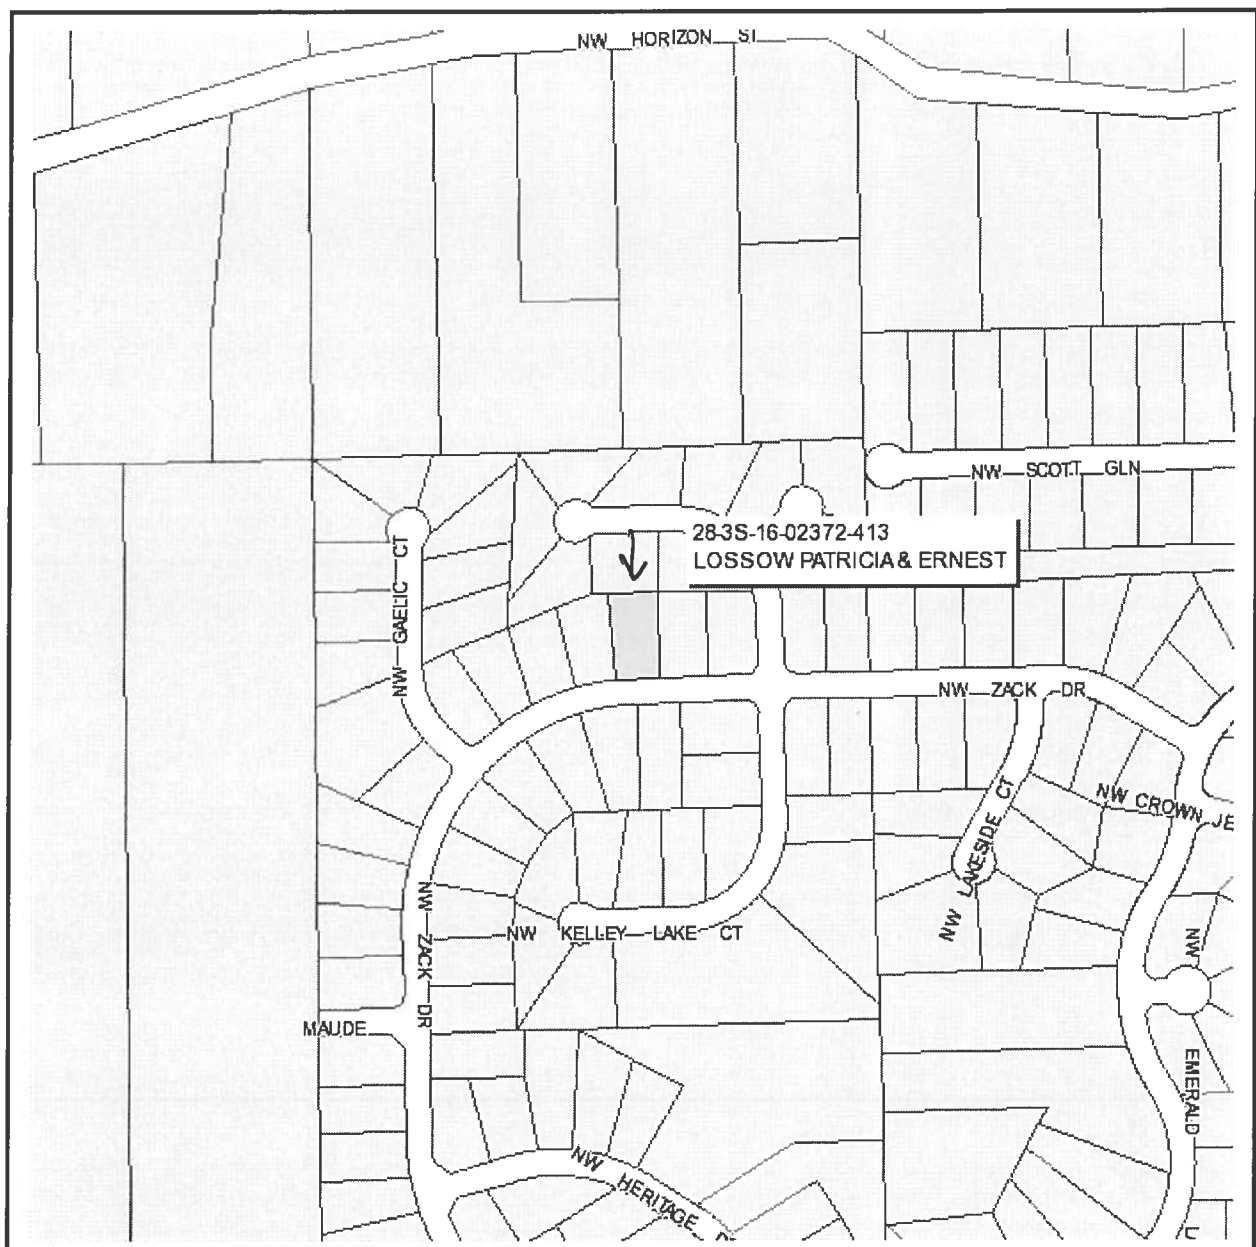 NW HORIZON ST
NW SCOTT GLN
28-3S-16-02372-413
LOSSOW PATRICIA & ERNEST
NW GAELIC CT
NW ZACK DR
NW CROWN JE
NW LAKESIDE CT
NW ZACK DR
NW KELLEY LAKE CT
NW
MAUDE
EMERALD
NW HERITAGE